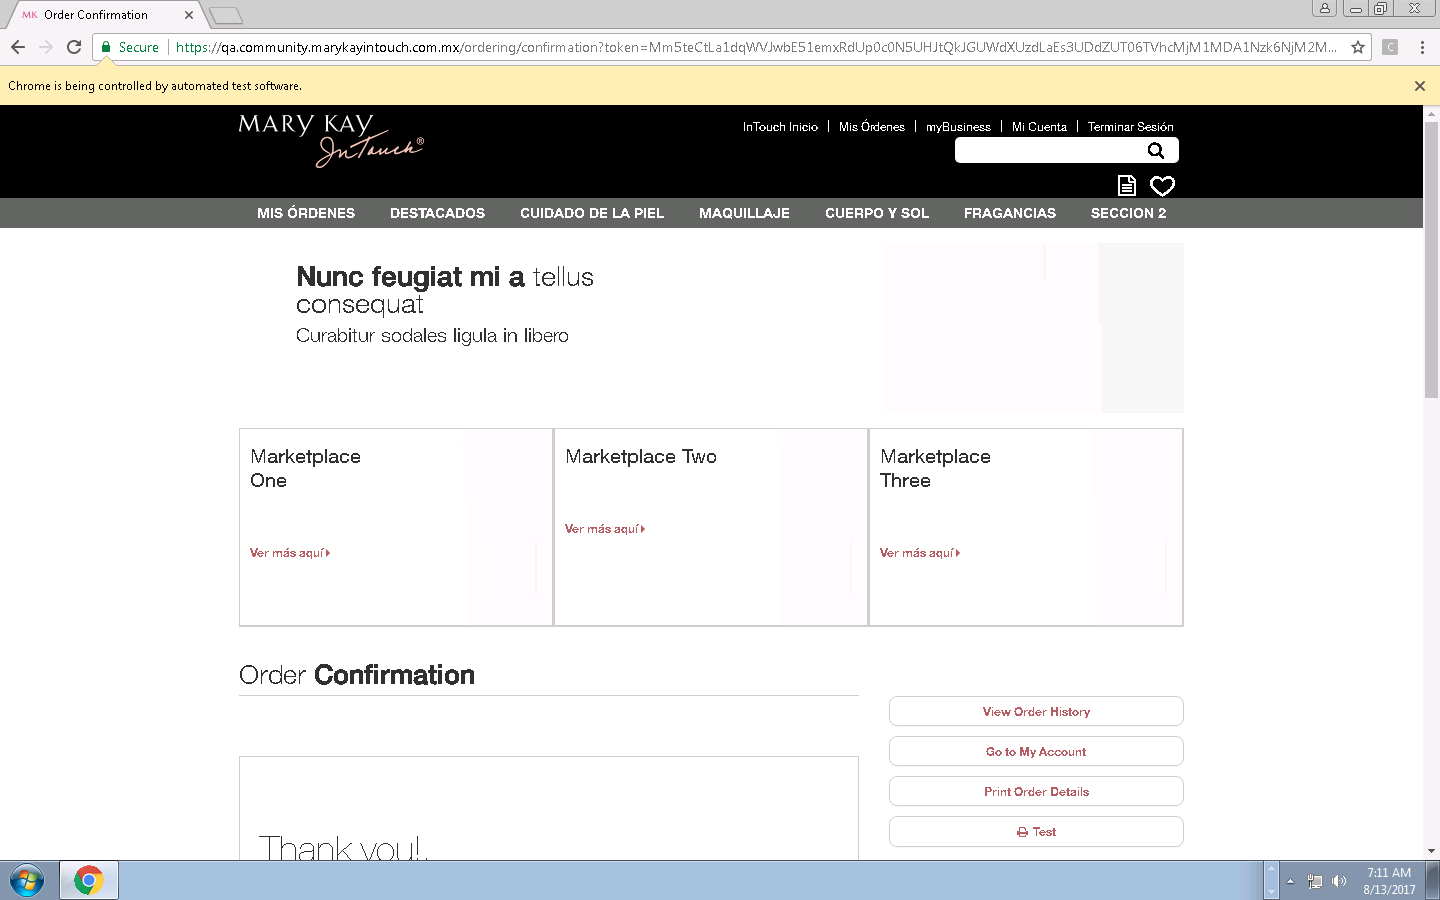 MK Order Confirmation
Secure https://qa.community.marykayintouch.com.mx/ordering/confirmation?token=Mm5teCtLa1dqWVJwbE51emxRdUp0c0N5UHJtQkJGUWdXUzdLaEs3UDdZUT06TVhcMjM1MDA1Nzk6NjM2M...
Chrome is being controlled by automated test software.
MARY KAY
InTouch®
InTouch Inicio | Mis Órdenes | myBusiness | Mi Cuenta | Terminar Sesión
MIS ÓRDENES DESTACADOS CUIDADO DE LA PIEL MAQUILLAJE CUERPO Y SOL FRAGANCIAS SECCION 2
Nunc feugiat mi a tellus
consequat
Curabitur sodales ligula in libero
Marketplace
One
Ver más aquí
Marketplace Two
Ver más aquí
Marketplace
Three
Ver más aquí
Order Confirmation
View Order History
Go to My Account
Print Order Details
Test
Thank you!,
7:11 AM
8/13/2017